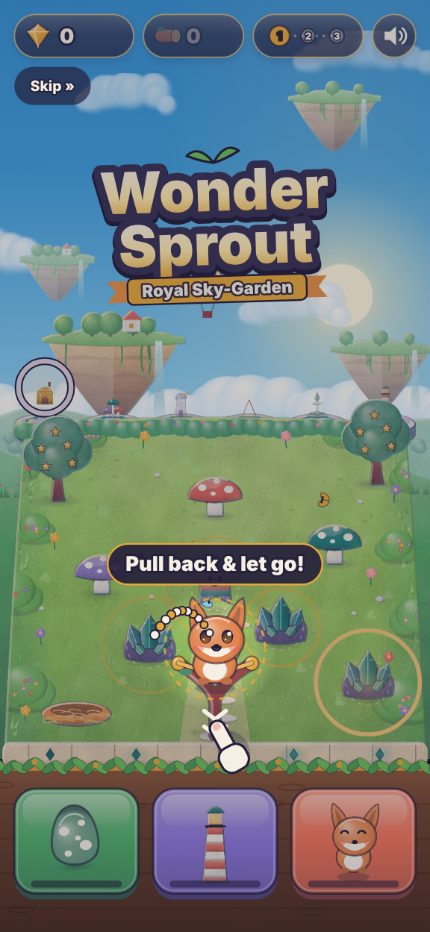 0
0
1 2 3
Skip »
Wonder
Sprout
Royal Sky-Garden
Pull back & let go!